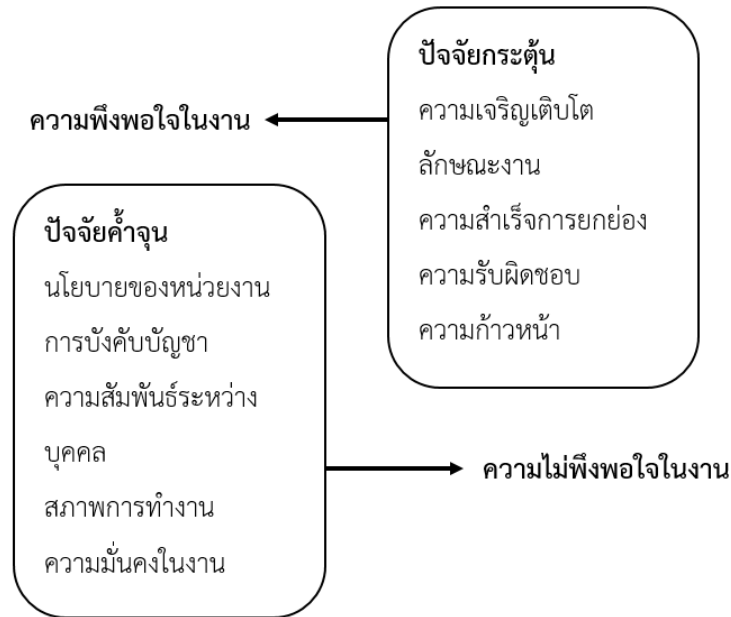 ปัจจัยกระตุ้น
ความเจริญเติบโต
ลักษณะงาน
ความสำเร็จการยกย่อง
ความรับผิดชอบ
ความก้าวหน้า
ความพึงพอใจในงาน
ปัจจัยค้ำจุน
นโยบายของหน่วยงาน
การบังคับบัญชา
ความสัมพันธ์ระหว่าง
บุคคล
สภาพการทำงาน
ความมั่นคงในงาน
ความไม่พึงพอใจในงาน